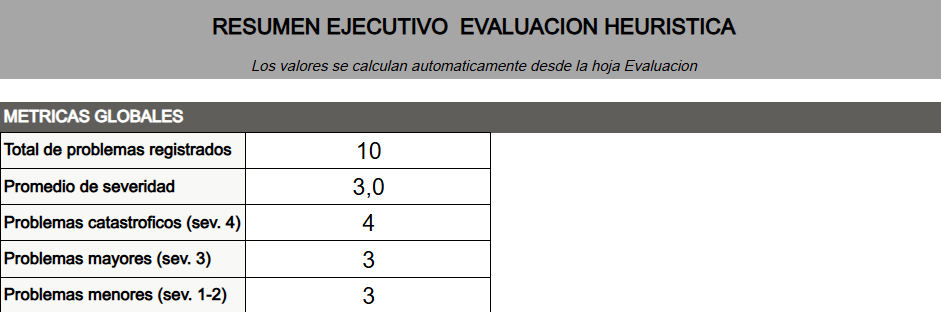 RESUMEN EJECUTIVO  EVALUACION HEURISTICA
Los valores se calculan automaticamente desde la hoja Evaluacion
METRICAS GLOBALES
Total de problemas registrados 10
Promedio de severidad 3,0
Problemas catastroficos (sev. 4) 4
Problemas mayores (sev. 3) 3
Problemas menores (sev. 1-2) 3